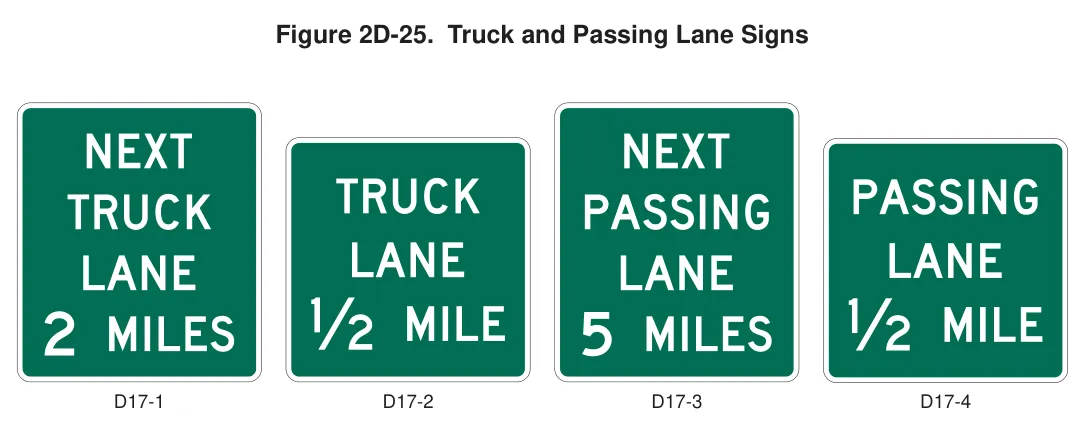 Figure 2D-25.  Truck and Passing Lane Signs
NEXT
TRUCK
LANE
2 MILES
D17-1
TRUCK
LANE
1/2 MILE
D17-2
NEXT
PASSING
LANE
5 MILES
D17-3
PASSING
LANE
1/2 MILE
D17-4